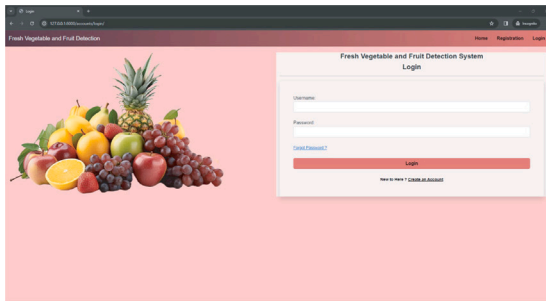 Login
127.0.0.1:8000/accounts/login/
Incognito
Fresh Vegetable and Fruit Detection
Home Registration Login
Fresh Vegetable and Fruit Detection System
Login
Username:
Password:
Forgot Password?
Login
New to Here ? Create an Account